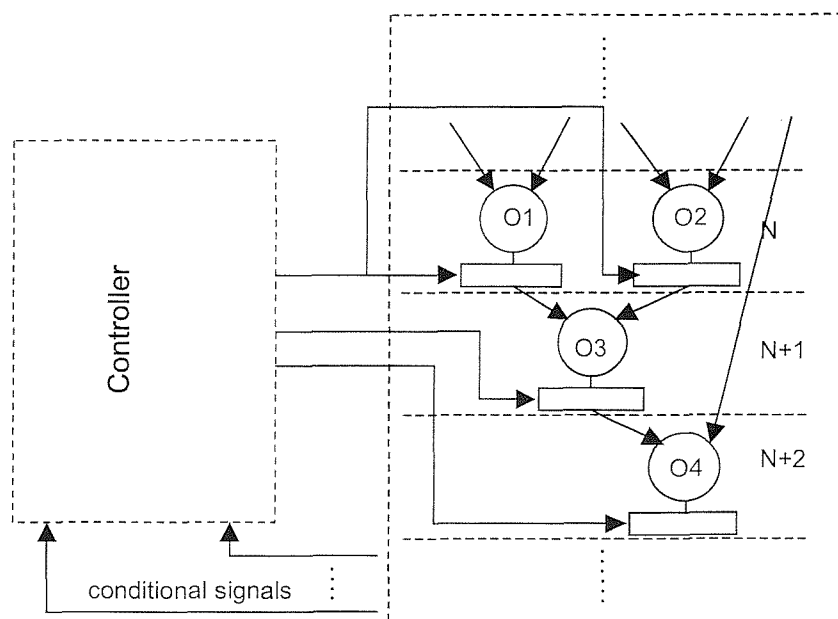 O1
O2
N
Controller
O3
N+1
O4
N+2
conditional signals